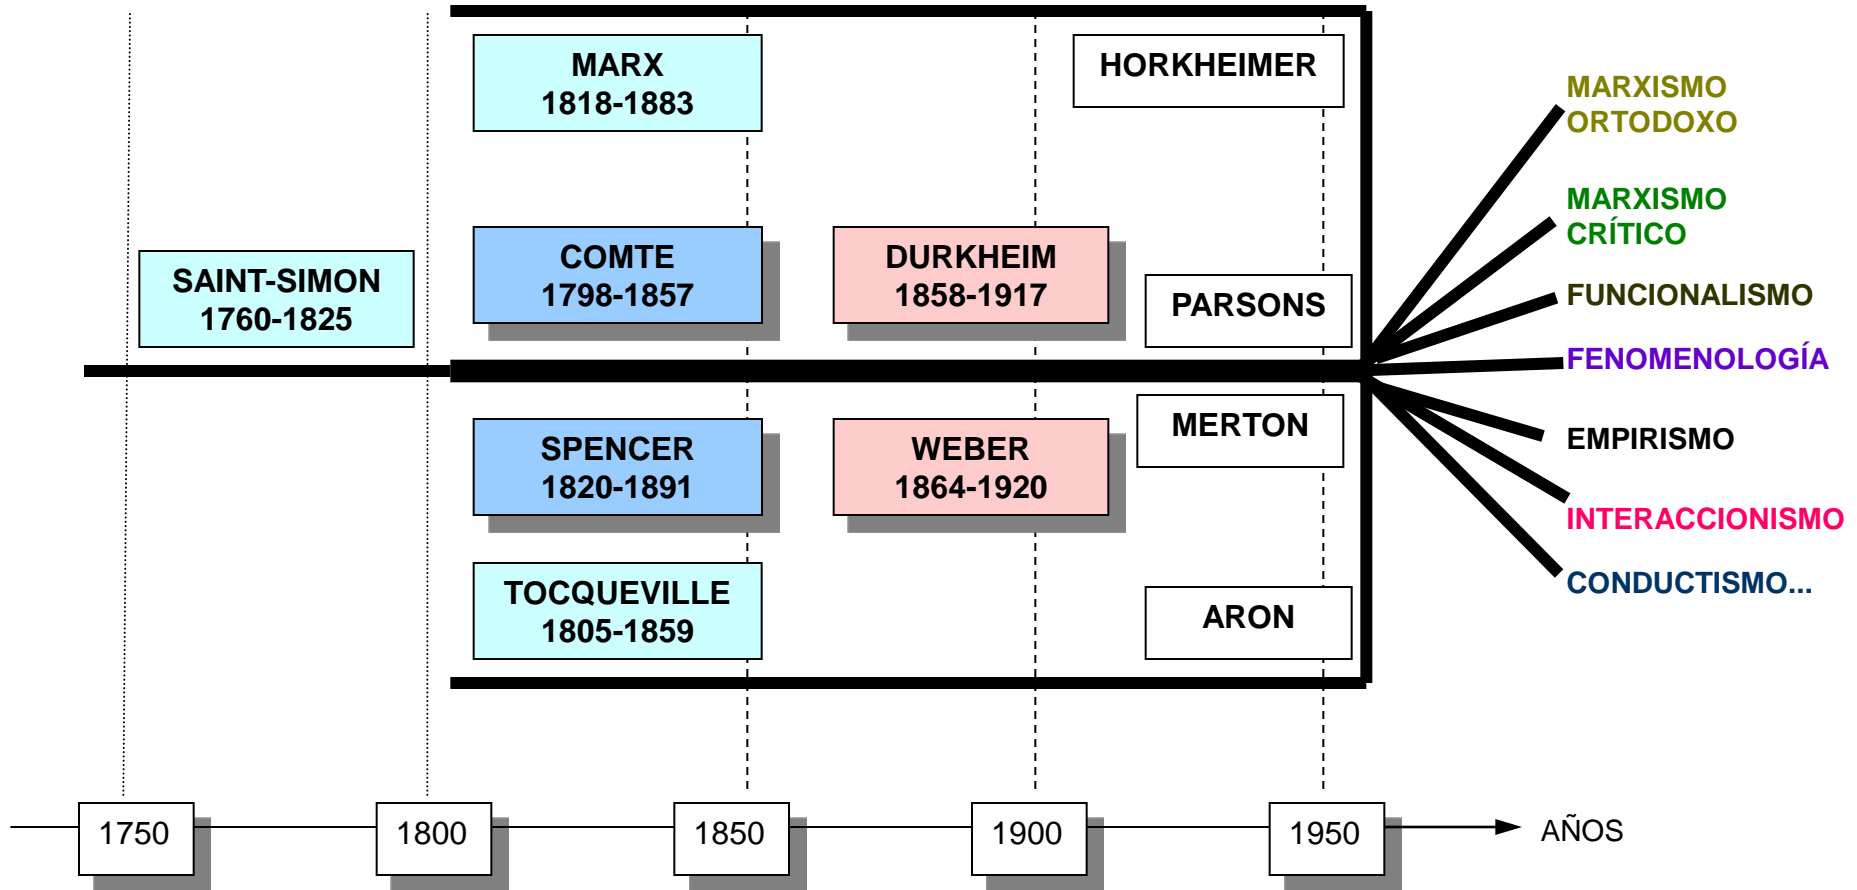 MARX
1818-1883
HORKHEIMER
MARXISMO
ORTODOXO
MARXISMO
CRÍTICO
SAINT-SIMON
1760-1825
COMTE
1798-1857
DURKHEIM
1858-1917
PARSONS
FUNCIONALISMO
FENOMENOLOGÍA
SPENCER
1820-1891
WEBER
1864-1920
MERTON
EMPIRISMO
INTERACCIONISMO
TOCQUEVILLE
1805-1859
ARON
CONDUCTISMO...
1750
1800
1850
1900
1950
AÑOS